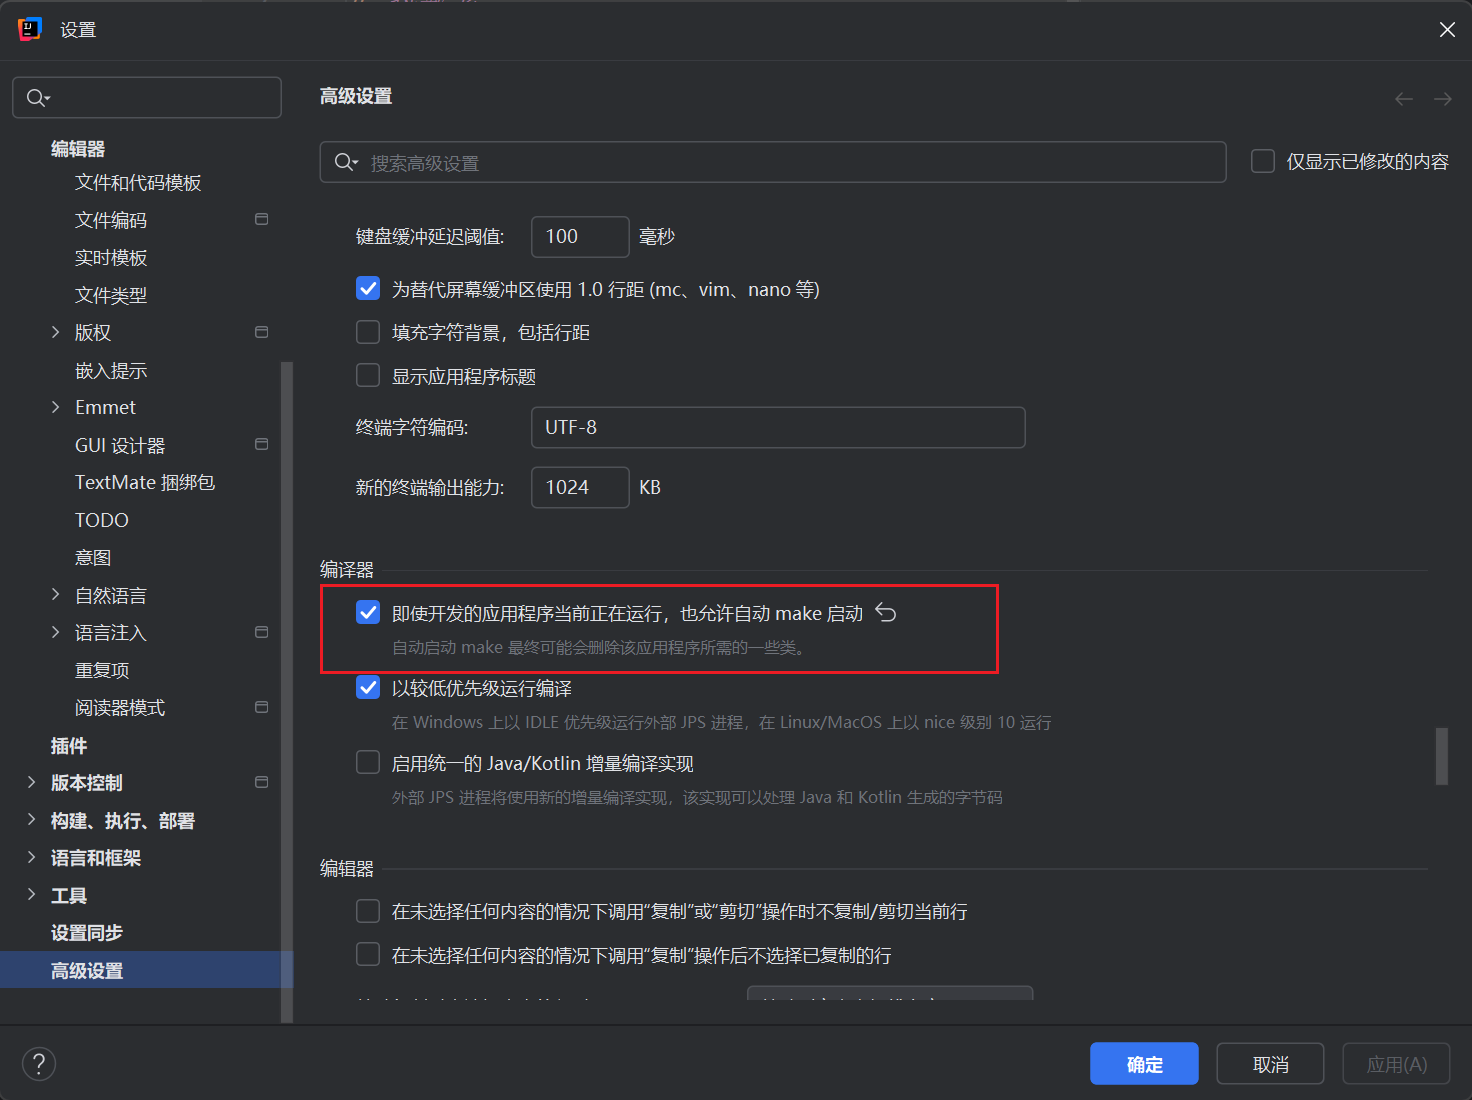 设置
编辑器
文件和代码模板
文件编码
实时模板
文件类型
版权
嵌入提示
Emmet
GUI 设计器
TextMate 捆绑包
TODO
意图
自然语言
语言注入
重复项
阅读器模式
插件
版本控制
构建、执行、部署
语言和框架
工具
设置同步
高级设置
高级设置
搜索高级设置
仅显示已修改的内容
键盘缓冲延迟阈值: 100 毫秒
为替代屏幕缓冲区使用 1.0 行距 (mc、vim、nano 等)
填充字符背景，包括行距
显示应用程序标题
终端字符编码: UTF-8
新的终端输出能力: 1024 KB
编译器
即使开发的应用程序当前正在运行，也允许自动 make 启动
自动启动 make 最终可能会删除该应用程序所需的一些类。
以较低优先级运行编译
在 Windows 上以 IDLE 优先级运行外部 JPS 进程，在 Linux/MacOS 上以 nice 级别 10 运行
启用统一的 Java/Kotlin 增量编译实现
外部 JPS 进程将使用新的增量编译实现，该实现可以处理 Java 和 Kotlin 生成的字节码
编辑器
在未选择任何内容的情况下调用“复制”或“剪切”操作时不复制/剪切当前行
在未选择任何内容的情况下调用“复制”操作后不选择已复制的行
?
确定
取消
应用(A)